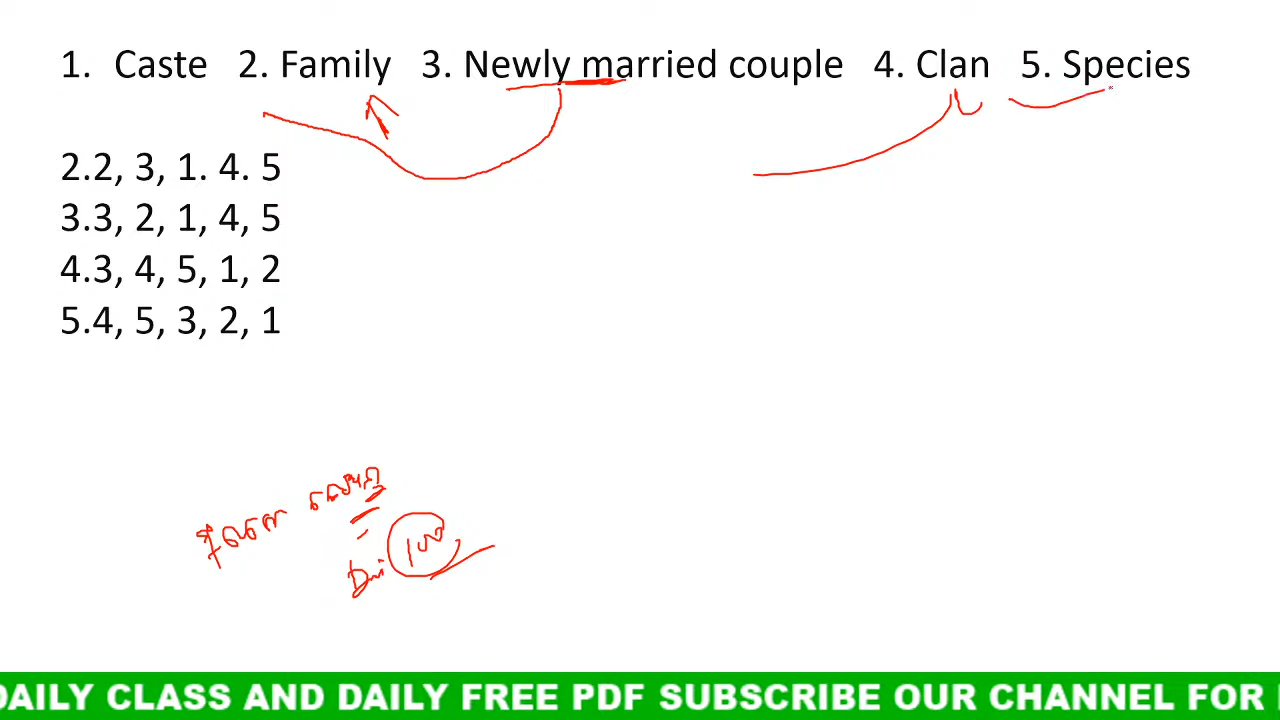 1. Caste 2. Family 3. Newly married couple 4. Clan 5. Species
2.2, 3, 1. 4. 5
3.3, 2, 1, 4, 5
4.3, 4, 5, 1, 2
5.4, 5, 3, 2, 1
100
DAILY CLASS AND DAILY FREE PDF SUBSCRIBE OUR CHANNEL FOR